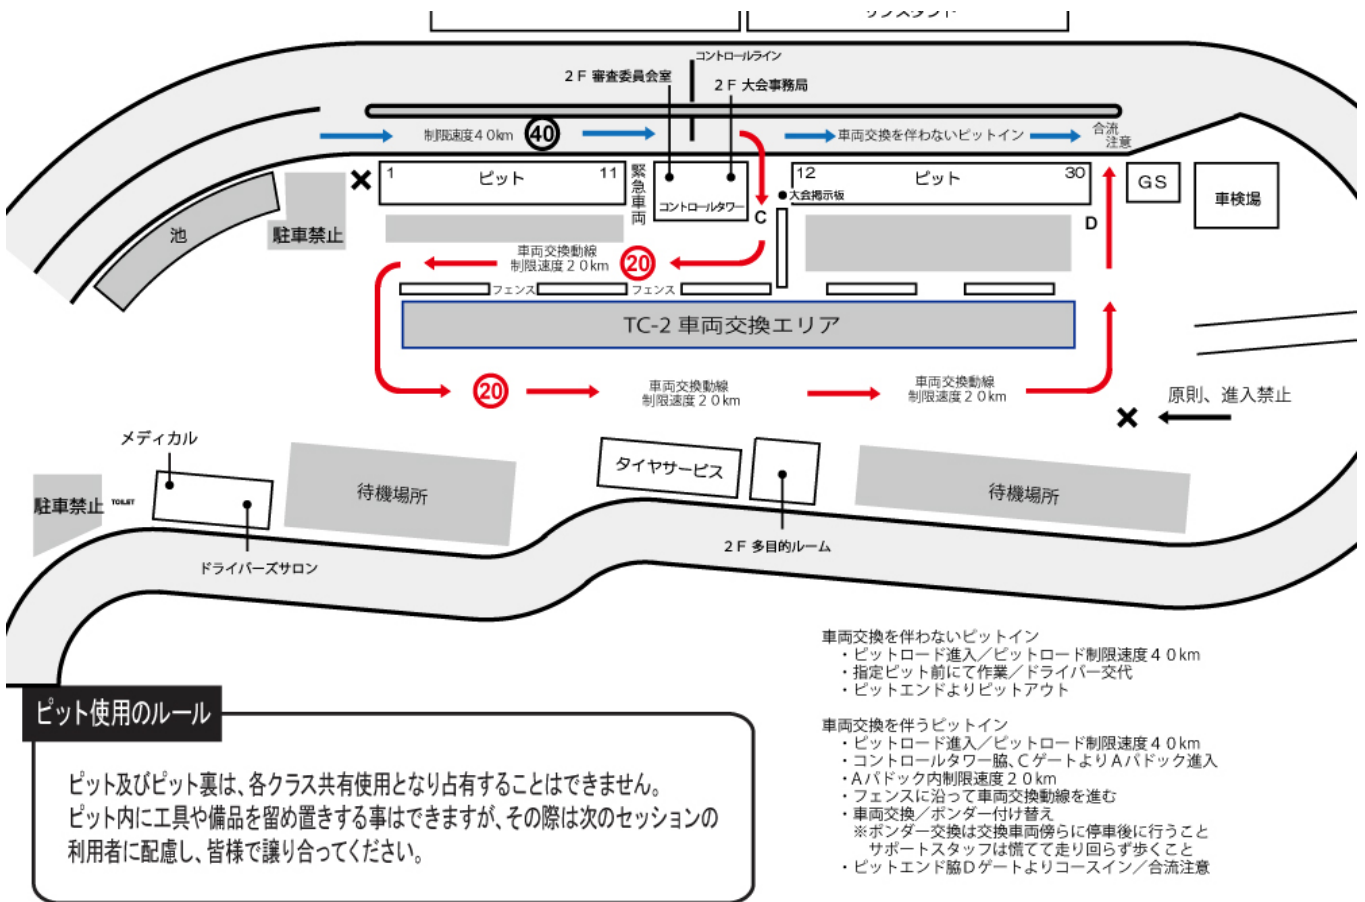 グランスタンド
コントロールライン
2F 審査委員会室
2F 大会事務局
制限速度40km
40
車両交換を伴わないピットイン
合流
注意
1
ピット
11
緊急車両
コントロールタワー
12
ピット
30
大会掲示板
GS
車検場
C
D
池
駐車禁止
車両交換動線
制限速度20km
20
フェンス
フェンス
TC-2 車両交換エリア
20
車両交換動線
制限速度20km
車両交換動線
制限速度20km
原則、進入禁止
メディカル
駐車禁止
TOILET
待機場所
タイヤサービス
待機場所
ドライバーズサロン
2F 多目的ルーム
車両交換を伴わないピットイン
・ピットロード進入/ピットロード制限速度40km
・指定ピット前にて作業/ドライバー交代
・ピットエンドよりピットアウト
車両交換を伴うピットイン
・ピットロード進入/ピットロード制限速度40km
・コントロールタワー脇、CゲートよりAパドック進入
・Aパドック内制限速度20km
・フェンスに沿って車両交換動線を進む
・車両交換/ポンダー付け替え
※ポンダー交換は交換車両傍らに停車後に行うこと
サポートスタッフは慌てて走り回らず歩くこと
・ピットエンド脇Dゲートよりコースイン/合流注意
ピット使用のルール
ピット及びピット裏は、各クラス共有使用となり占有することはできません。
ピット内に工具や備品を留め置きする事はできますが、その際は次のセッションの
利用者に配慮し、皆様で譲り合ってください。